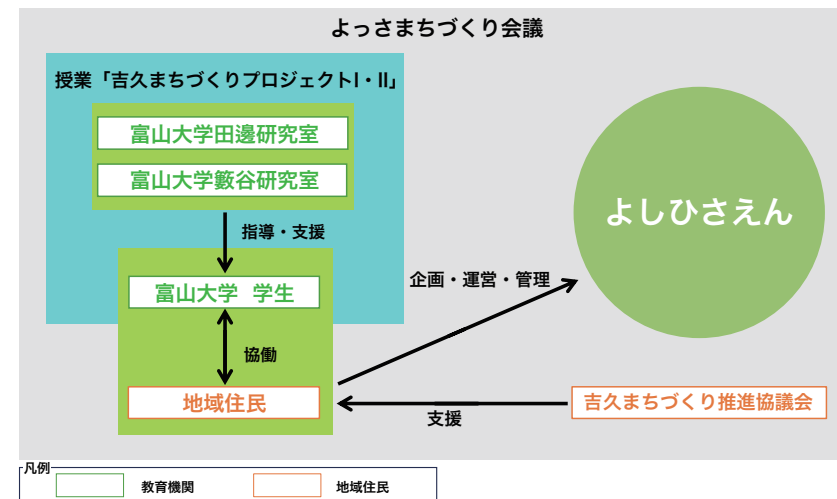 よっさまちづくり会議
授業「吉久まちづくりプロジェクトI・II」
富山大学田邊研究室
富山大学籔谷研究室
指導・支援
富山大学 学生
協働
地域住民
企画・運営・管理
よしひさえん
支援
吉久まちづくり推進協議会
凡例
教育機関
地域住民